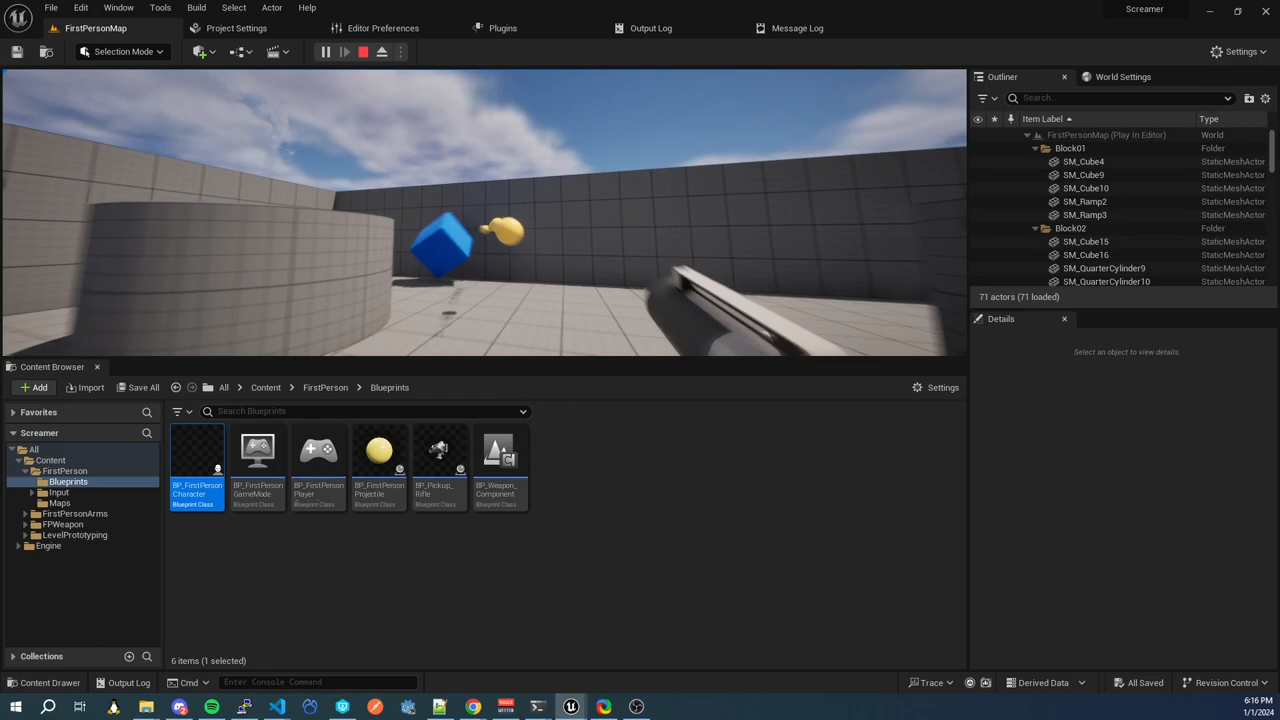 File Edit Window Tools Build Select Actor Help
Screamer
FirstPersonMap
Project Settings
Editor Preferences
Plugins
Output Log
Message Log
Selection Mode
Settings
Outliner
World Settings
Search...
Item Label
Type
FirstPersonMap (Play In Editor) World
Block01 Folder
SM_Cube4 StaticMeshActor
SM_Cube9 StaticMeshActor
SM_Cube10 StaticMeshActor
SM_Ramp2 StaticMeshActor
SM_Ramp3 StaticMeshActor
Block02 Folder
SM_Cube15 StaticMeshActor
SM_Cube16 StaticMeshActor
SM_QuarterCylinder9 StaticMeshActor
SM_QuarterCylinder10 StaticMeshActor
71 actors (71 loaded)
Details
Select an object to view details.
Content Browser
Add
Import
Save All
All
Content
FirstPerson
Blueprints
Settings
Favorites
Screamer
All
Content
FirstPerson
Blueprints
Input
Maps
FirstPersonArms
FPWeapon
LevelPrototyping
Engine
Collections
Search Blueprints
BP_FirstPerson
Character
Blueprint Class
BP_FirstPerson
GameMode
Blueprint Class
BP_FirstPerson
Player
Blueprint Class
BP_FirstPerson
Projectile
Blueprint Class
BP_Pickup_
Rifle
Blueprint Class
BP_Weapon_
Component
Blueprint Class
6 items (1 selected)
Content Drawer
Output Log
Cmd
Enter Console Command
Trace
Derived Data
All Saved
Revision Control
6:16 PM
1/1/2024